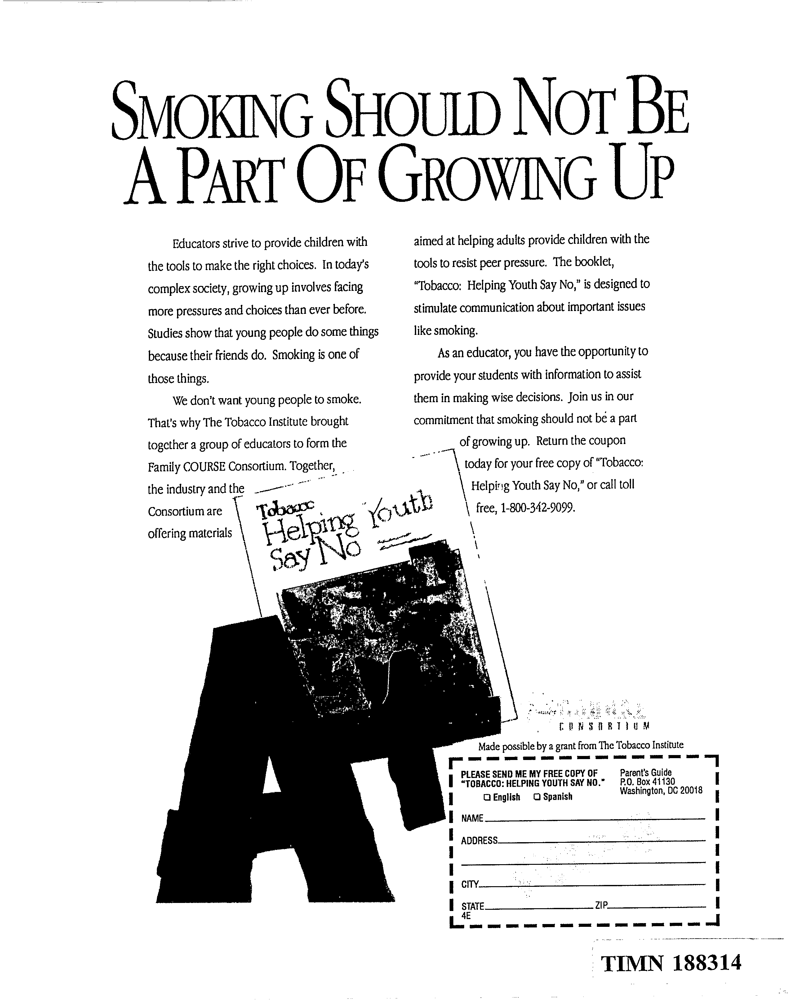 SMOKING SHOULD NOT BE
A PART OF GROWING UP
Educators strive to provide children with
the tools to make the right choices. In today's
complex society, growing up involves facing
more pressures and choices than ever before.
Studies show that young people do some things
because their friends do. Smoking is one of
those things.
We don't want young people to smoke.
That's why The Tobacco Institute brought
together a group of educators to form the
Family COURSE Consortium. Together,
the industry and the
Consortium are
offering materials
aimed at helping adults provide children with the
tools to resist peer pressure. The booklet,
"Tobacco: Helping Youth Say No," is designed to
stimulate communication about important issues
like smoking.
As an educator, you have the opportunity to
provide your students with information to assist
them in making wise decisions. Join us in our
commitment that smoking should not be a part
of growing up. Return the coupon
today for your free copy of "Tobacco:
Helping Youth Say No," or call toll
free, 1-800-342-9099.
Tobacco
Helping Youth
Say No
A+
CONSORTIUM
Made possible by a grant from The Tobacco Institute
PLEASE SEND ME MY FREE COPY OF
"TOBACCO: HELPING YOUTH SAY NO."
☐ English ☐ Spanish
Parent's Guide
P.O. Box 41130
Washington, DC 20018
NAME
ADDRESS
CITY
STATE ZIP
4E
TIMN 188314